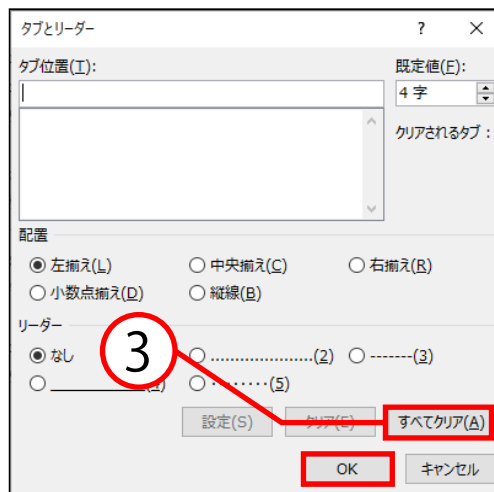 タブとリーダー ? ×
タブ位置(T): 既定値(F):
4 字
クリアされるタブ :
配置
左揃え(L) 中央揃え(C) 右揃え(R)
小数点揃え(D) 縦線(B)
リーダー
なし ......................(2) -------(3)
3
·········(5)
設定(S) クリア(E) すべてクリア(A)
OK キャンセル